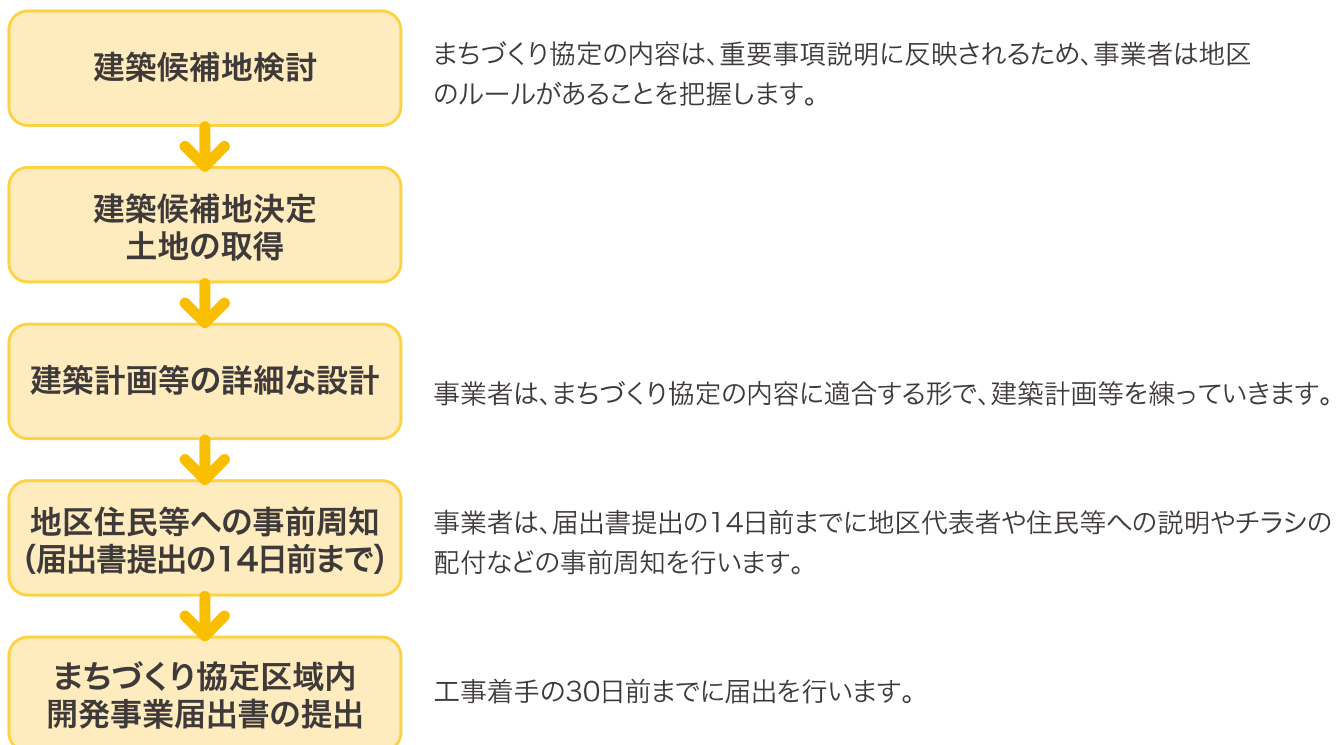 建築候補地検討
まちづくり協定の内容は、重要事項説明に反映されるため、事業者は地区
のルールがあることを把握します。
建築候補地決定
土地の取得
建築計画等の詳細な設計
事業者は、まちづくり協定の内容に適合する形で、建築計画等を練っていきます。
地区住民等への事前周知
(届出書提出の14日前まで)
事業者は、届出書提出の14日前までに地区代表者や住民等への説明やチラシの
配付などの事前周知を行います。
まちづくり協定区域内
開発事業届出書の提出
工事着手の30日前までに届出を行います。